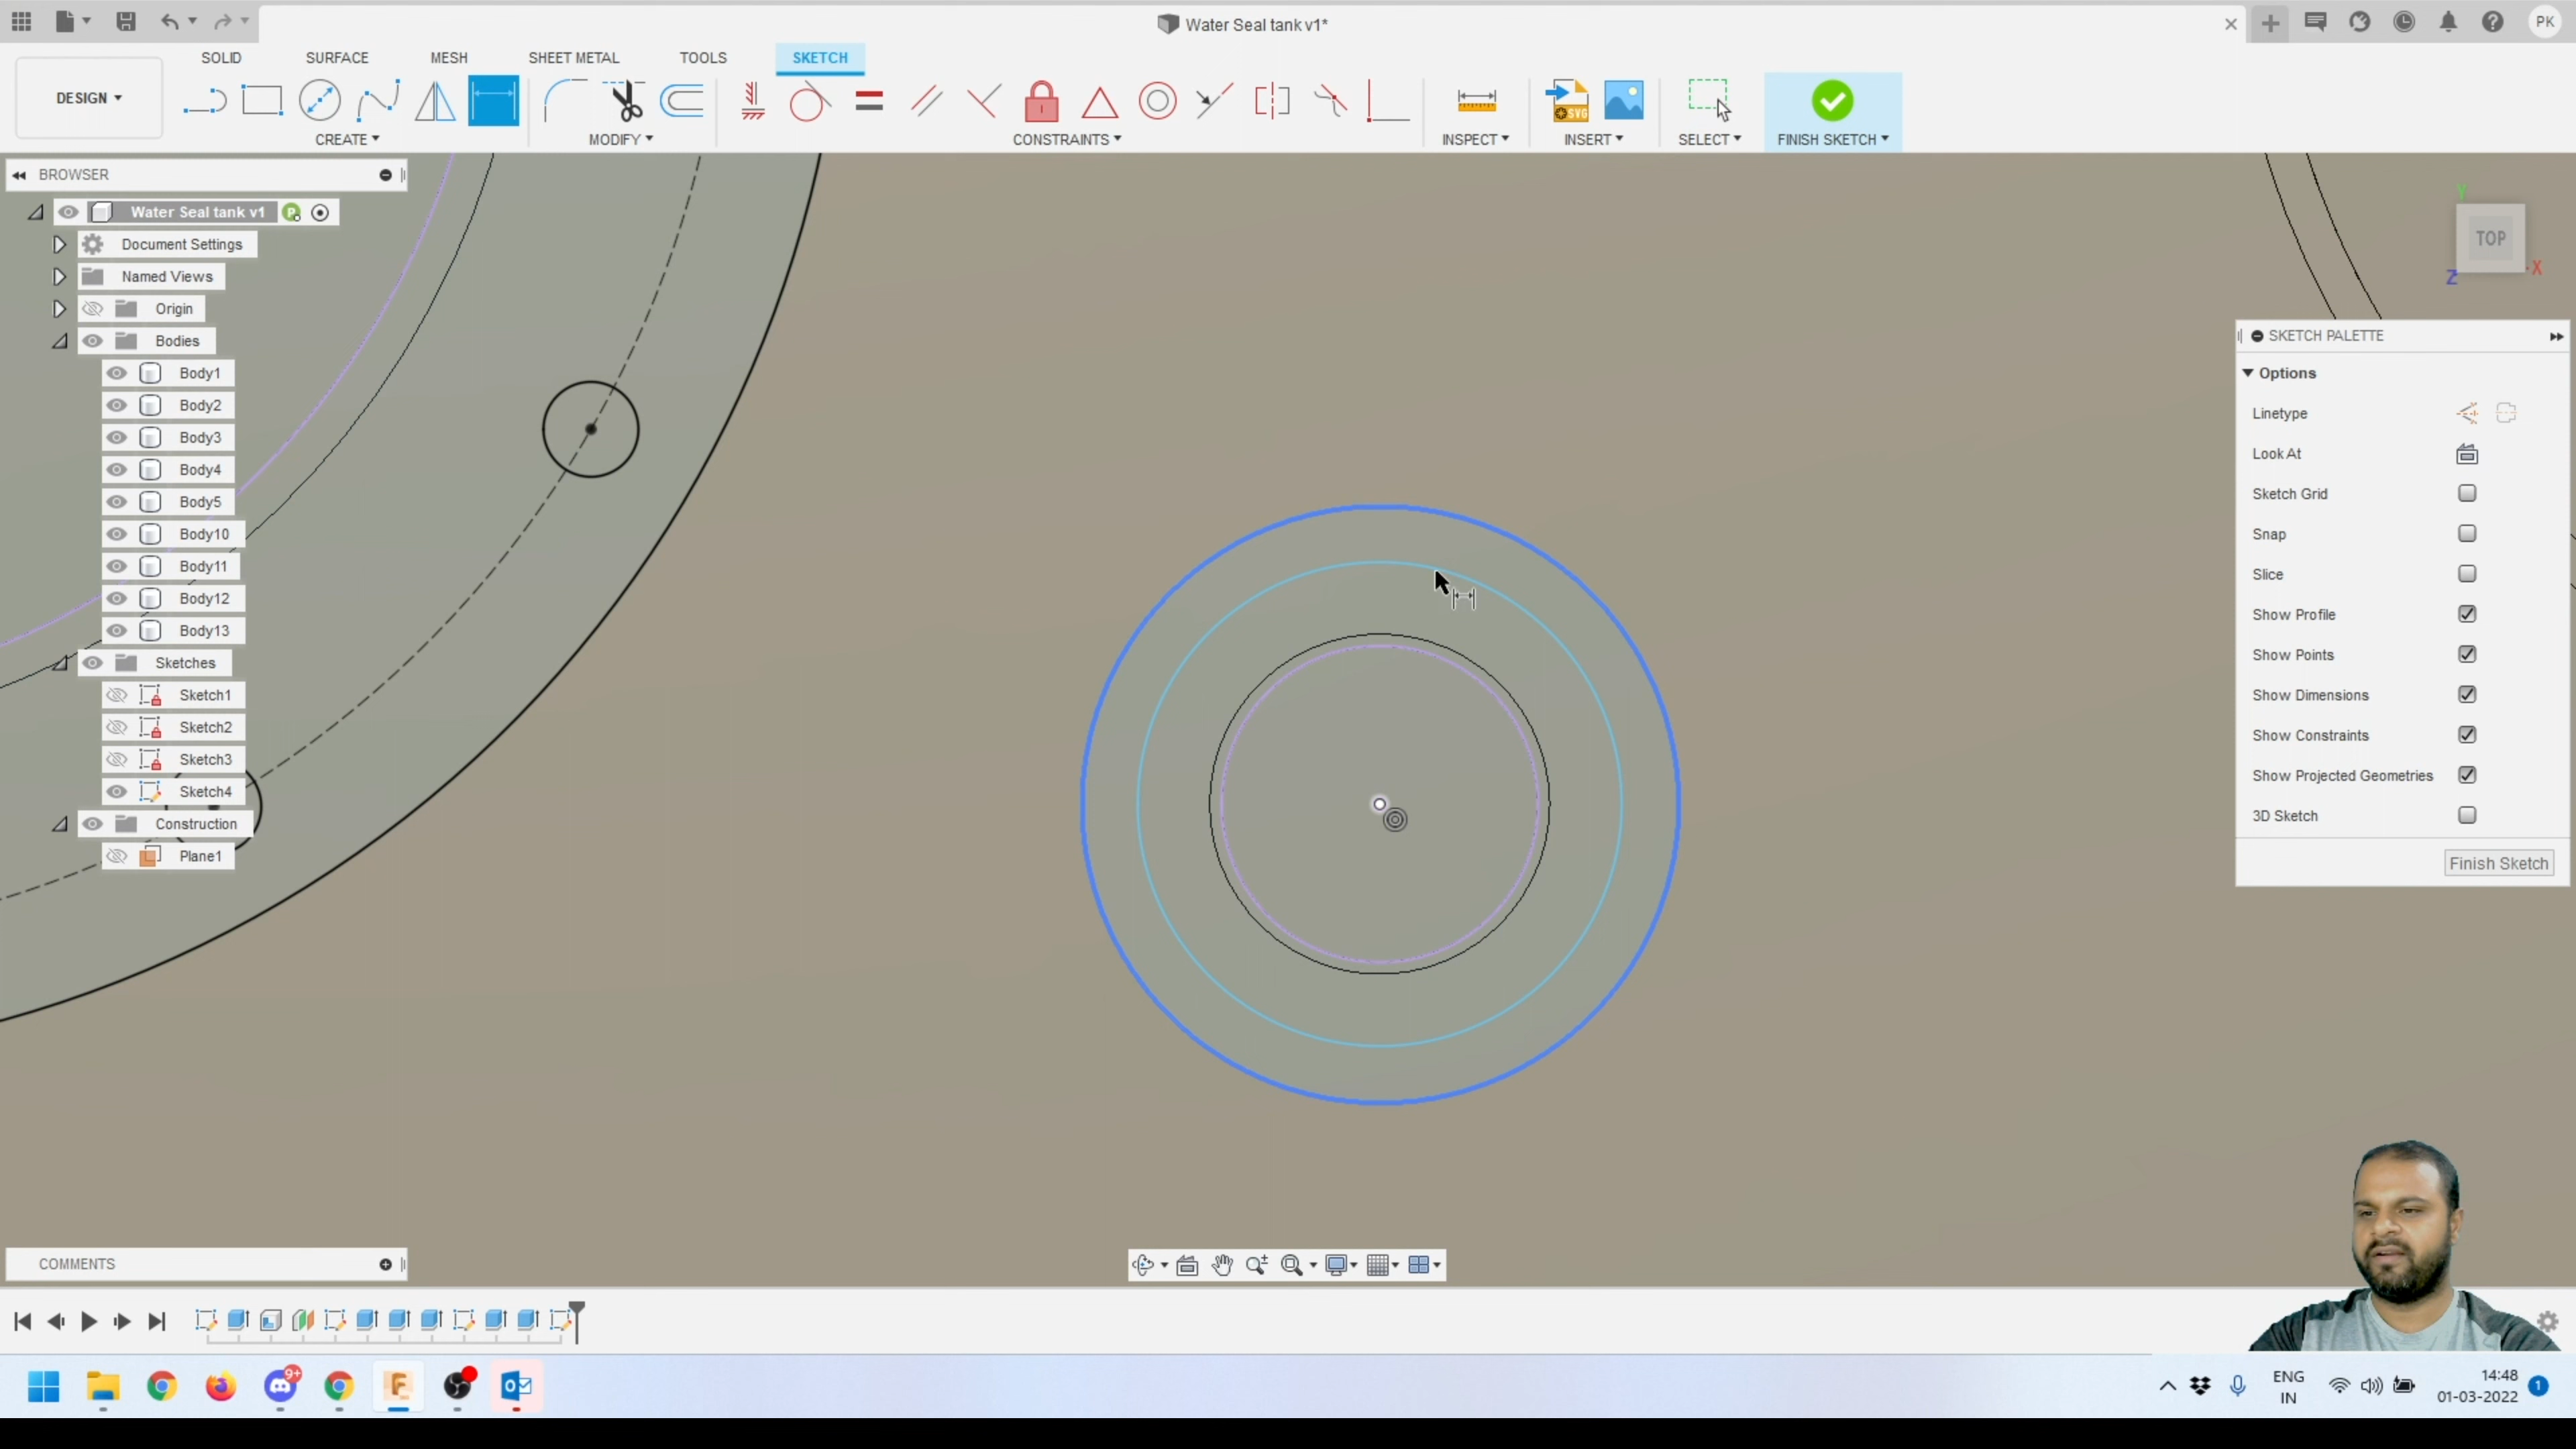 Water Seal tank v1*
PK
SOLID
SURFACE
MESH
SHEET METAL
TOOLS
SKETCH
DESIGN
CREATE
MODIFY
CONSTRAINTS
INSPECT
SVG
INSERT
SELECT
FINISH SKETCH
BROWSER
Water Seal tank v1
P
Document Settings
Named Views
Origin
Bodies
Body1
Body2
Body3
Body4
Body5
Body10
Body11
Body12
Body13
Sketches
Sketch1
Sketch2
Sketch3
Sketch4
Construction
Plane1
Y
TOP
Z
X
SKETCH PALETTE
Options
Linetype
Look At
Sketch Grid
Snap
Slice
Show Profile
Show Points
Show Dimensions
Show Constraints
Show Projected Geometries
3D Sketch
Finish Sketch
COMMENTS
9+
F
O
ENG
IN
14:48
01-03-2022
1